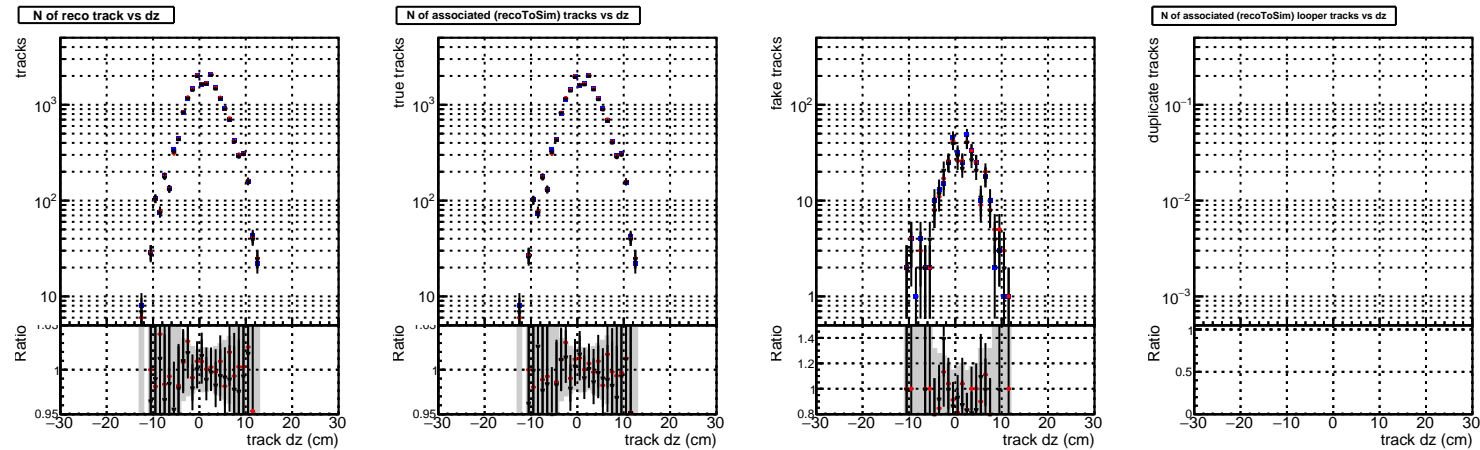 N of reco track vs dz
tracks
10³
10²
10
Ratio
1
0.95
−30 −20 −10 0 10 20 30
track dz (cm)
N of associated (recoToSim) tracks vs dz
true tracks
10³
10²
10
Ratio
1
0.95
−30 −20 −10 0 10 20 30
track dz (cm)
fake tracks
10²
10
1
Ratio
1.4
1.2
1
0.8
−30 −20 −10 0 10 20 30
track dz (cm)
N of associated (recoToSim) looper tracks vs dz
duplicate tracks
10⁻¹
10⁻²
10⁻³
Ratio
1
0.5
0
−30 −20 −10 0 10 20 30
track dz (cm)